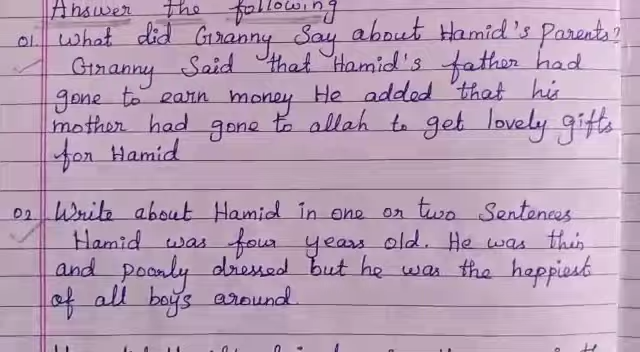 Answer the following
01. What did Granny Say about Hamid's Parents?
Granny Said that Hamid's father had
gone to earn money He added that his
mother had gone to allah to get lovely gifts
for Hamid
02 Write about Hamid in one or two Sentences
Hamid was four years old. He was thin
and poorly dressed but he was the happiest
of all boys around.